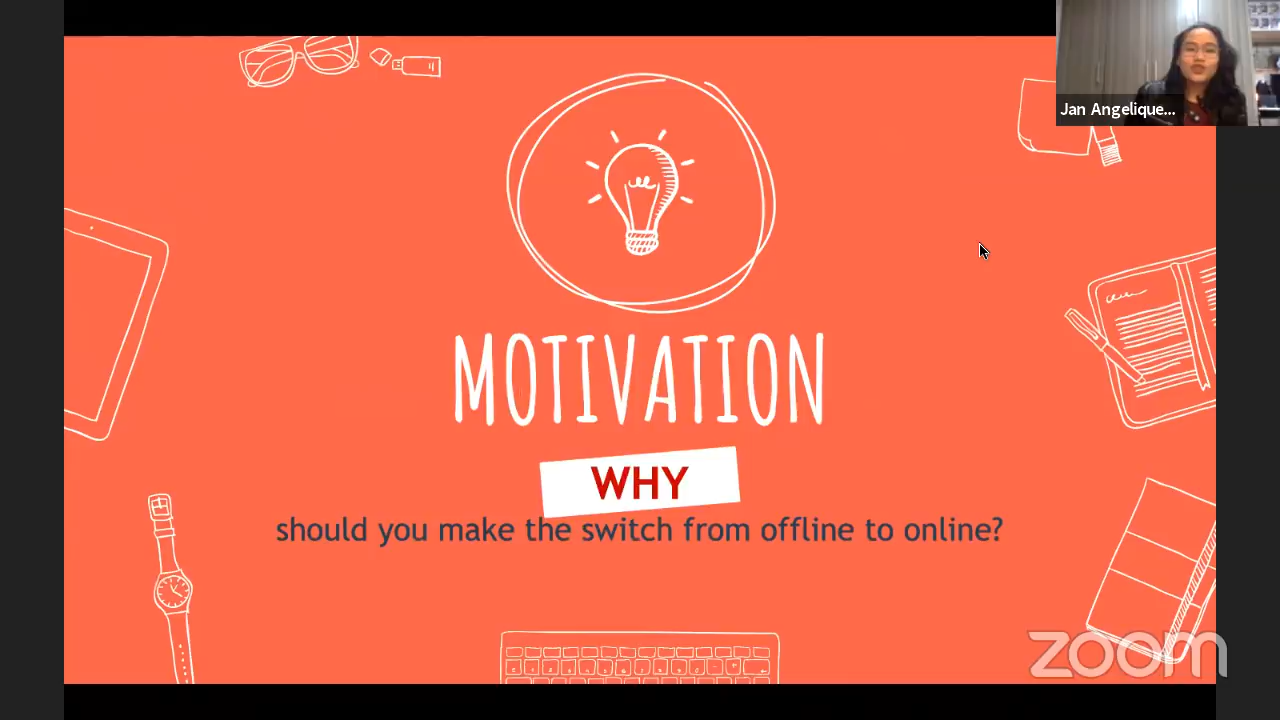 Jan Angelique...
MOTIVATION
WHY
should you make the switch from offline to online?
zoom